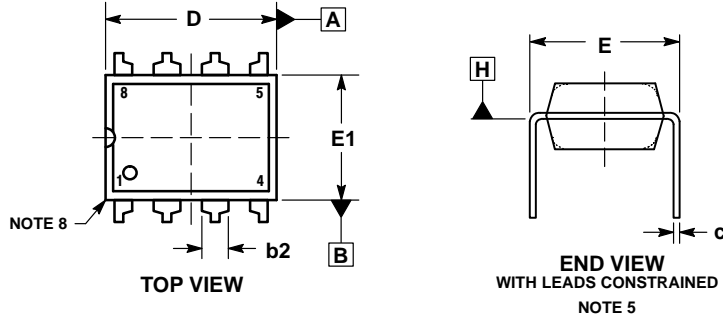 D
A
8
5
E1
1
4
NOTE 8
b2
B
TOP VIEW
E
H
c
END VIEW
WITH LEADS CONSTRAINED
NOTE 5